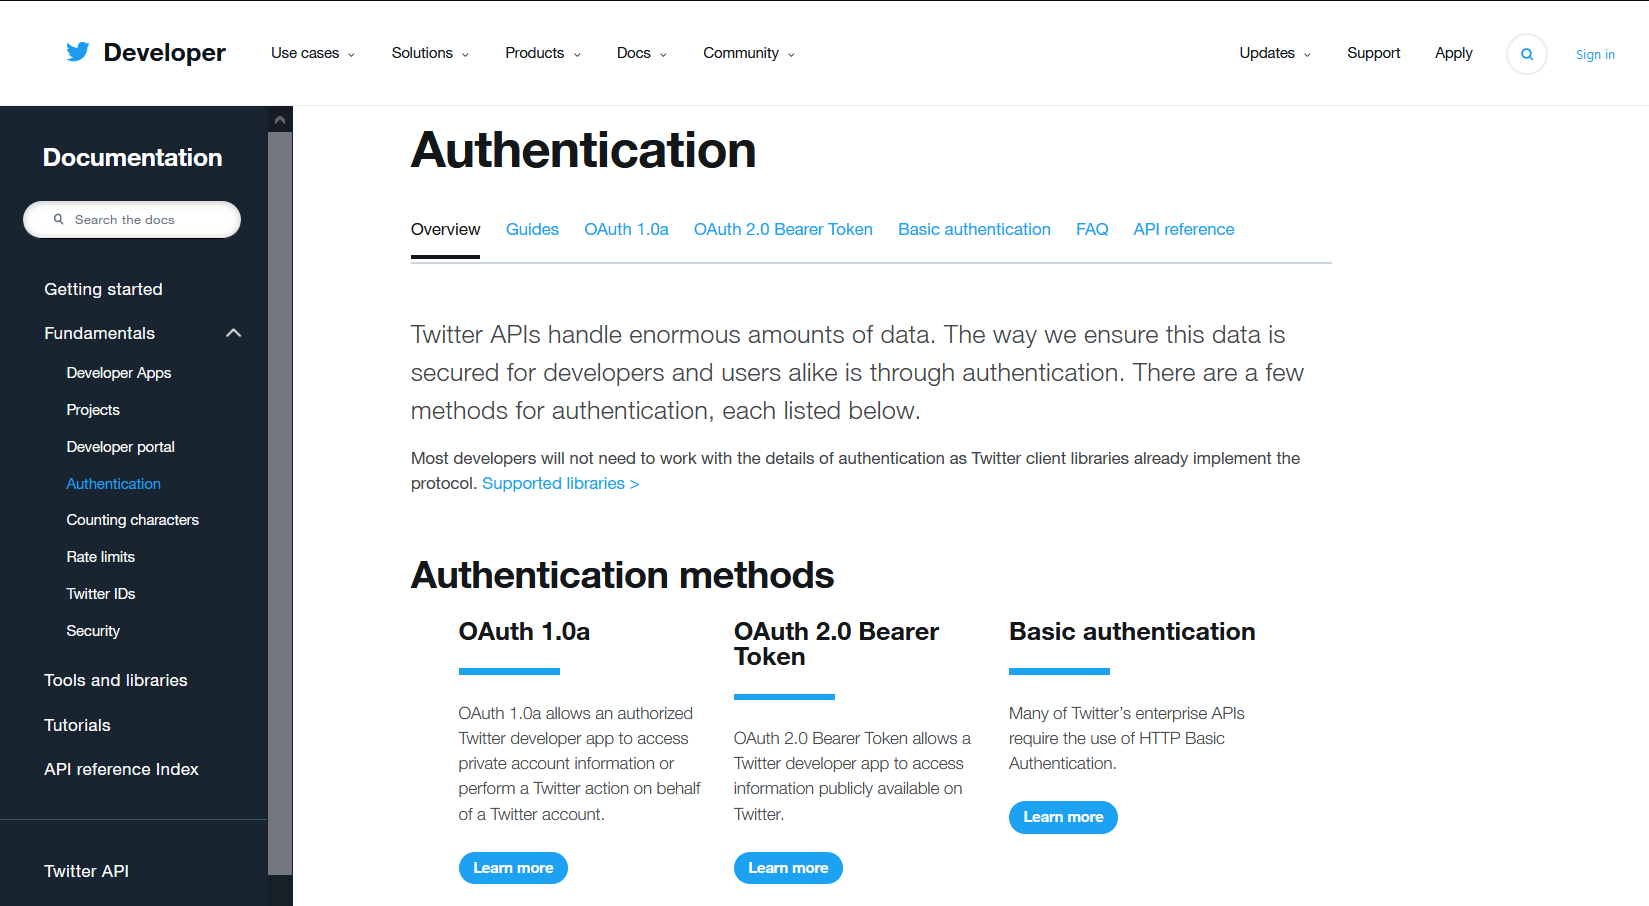 Developer
Use cases
Solutions
Products
Docs
Community
Updates
Support
Apply
Sign in
Documentation
Search the docs
Getting started
Fundamentals
Developer Apps
Projects
Developer portal
Authentication
Counting characters
Rate limits
Twitter IDs
Security
Tools and libraries
Tutorials
API reference Index
Twitter API
Authentication
Overview
Guides
OAuth 1.0a
OAuth 2.0 Bearer Token
Basic authentication
FAQ
API reference
Twitter APIs handle enormous amounts of data. The way we ensure this data is
secured for developers and users alike is through authentication. There are a few
methods for authentication, each listed below.
Most developers will not need to work with the details of authentication as Twitter client libraries already implement the
protocol. Supported libraries >
Authentication methods
OAuth 1.0a
OAuth 1.0a allows an authorized
Twitter developer app to access
private account information or
perform a Twitter action on behalf
of a Twitter account.
Learn more
OAuth 2.0 Bearer
Token
OAuth 2.0 Bearer Token allows a
Twitter developer app to access
information publicly available on
Twitter.
Learn more
Basic authentication
Many of Twitter’s enterprise APIs
require the use of HTTP Basic
Authentication.
Learn more